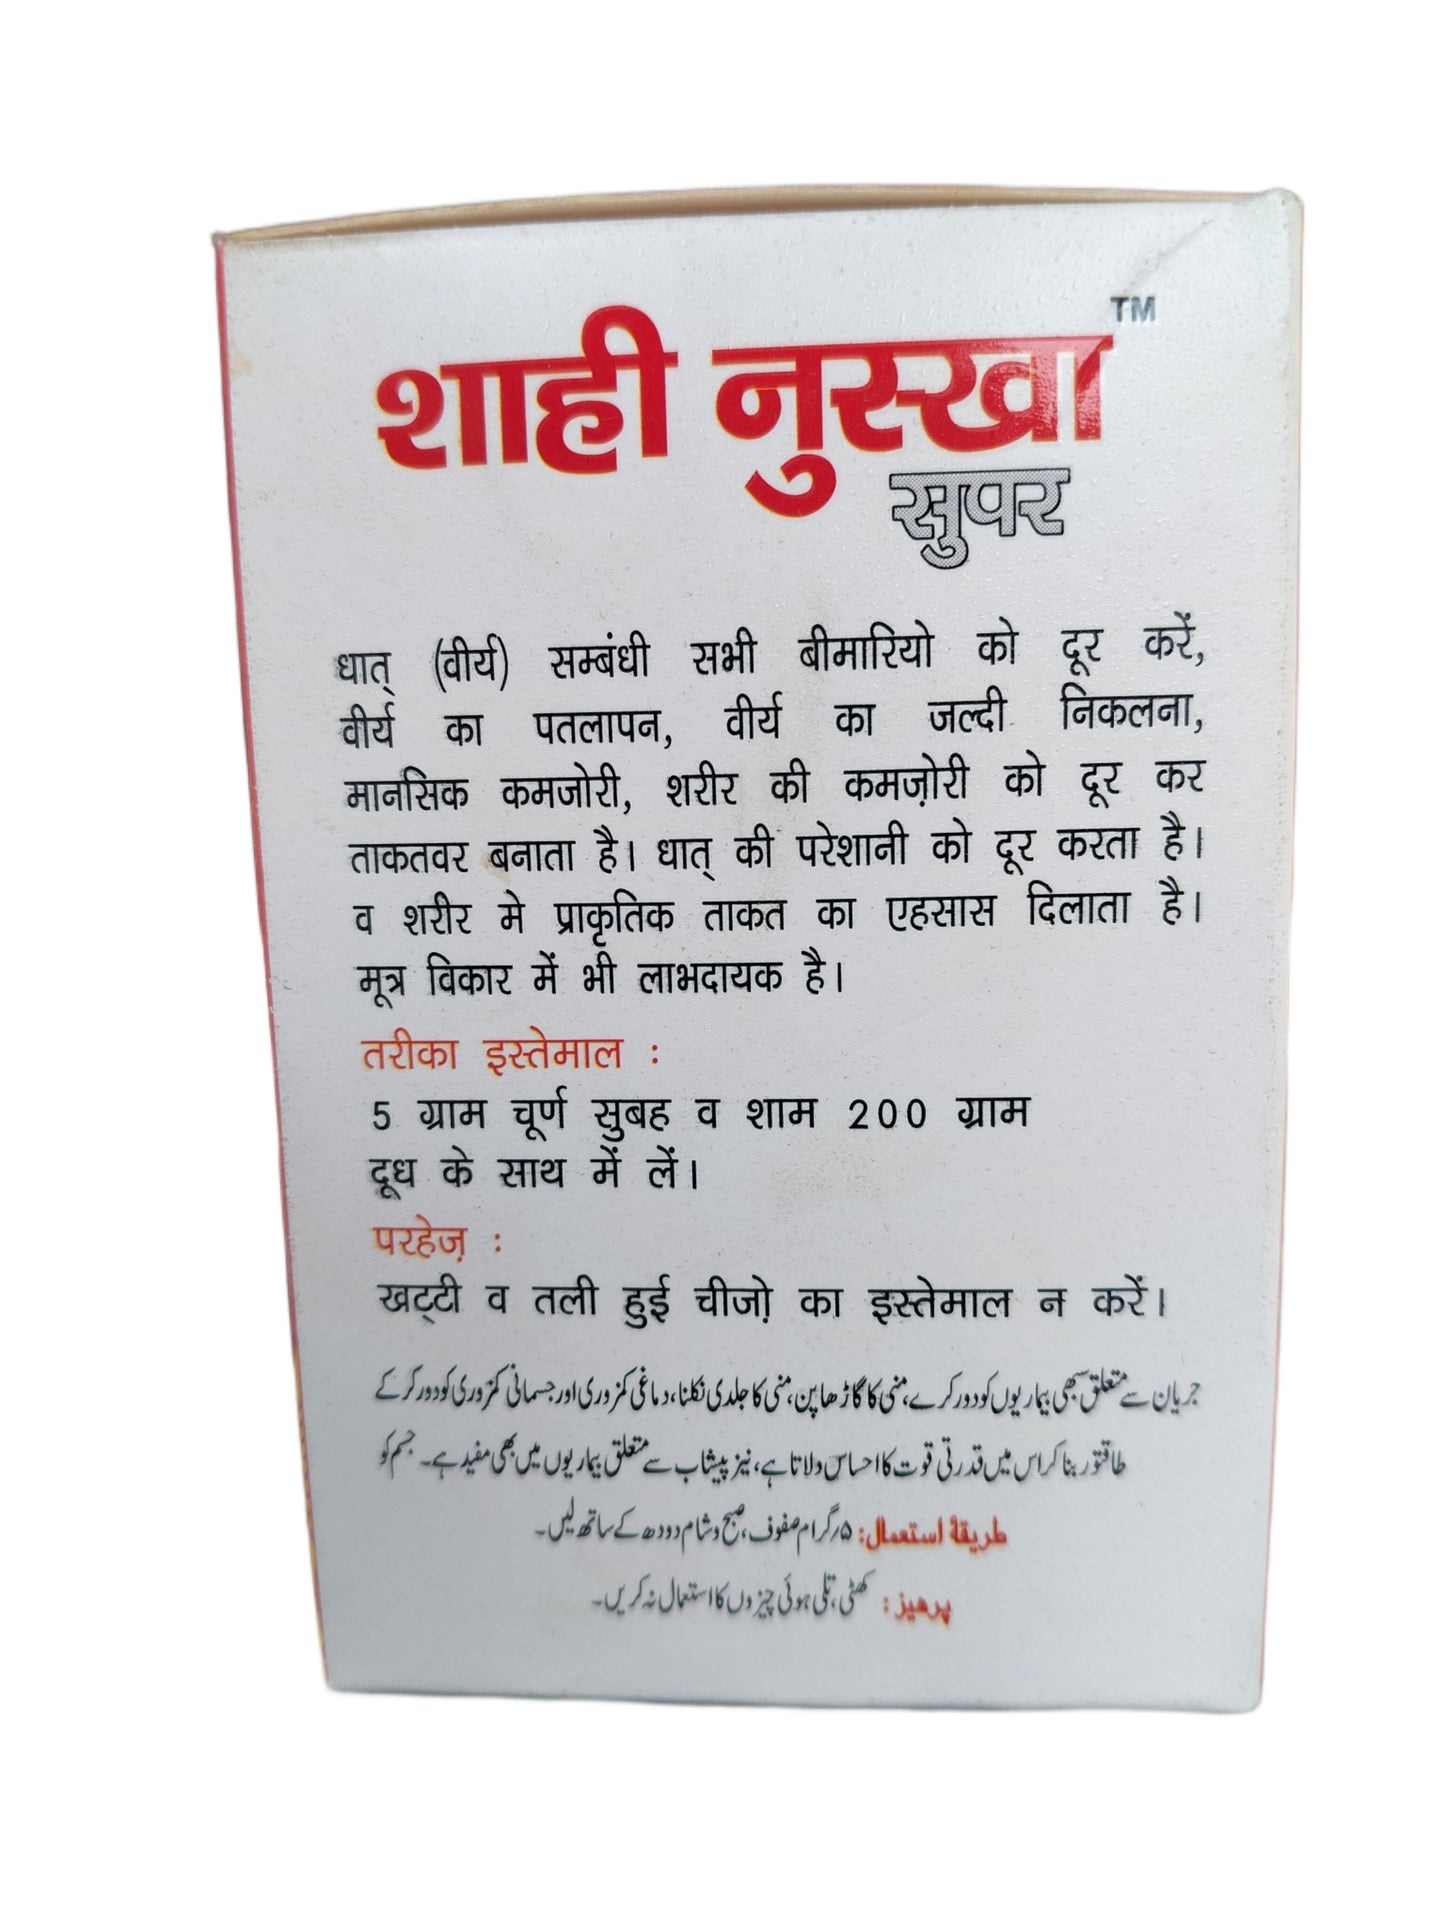 शाही नुस्खा TM
सुपर
धात् (वीर्य) सम्बंधी सभी बीमारियो को दूर करें,
वीर्य का पतलापन, वीर्य का जल्दी निकलना,
मानसिक कमजोरी, शरीर की कमज़ोरी को दूर कर
ताकतवर बनाता है। धात् की परेशानी को दूर करता है।
व शरीर मे प्राकृतिक ताकत का एहसास दिलाता है।
मूत्र विकार में भी लाभदायक है।
तरीका इस्तेमाल :
5 ग्राम चूर्ण सुबह व शाम 200 ग्राम
दूध के साथ में लें।
परहेज़ :
खट्टी व तली हुई चीजो़ का इस्तेमाल न करें।
جریان سے متعلق سبھی بیماریوں کو دور کرے، منی کا گاڑھا پن، منی کا جلدی نکلنا، دماغی کمزوری اور جسمانی کمزوری کو دور کر کے
طاقتور بنا کر اس میں قدرتی قوت کا احساس دلاتا ہے، نیز پیشاب سے متعلق بیماریوں میں بھی مفید ہے۔ جسم کو
طریقۂ استعمال: ۵؍گرام صفوف، صبح و شام دودھ کے ساتھ لیں۔
پرھیز: کھٹی، تلی ہوئی چیزوں کا استعمال نہ کریں۔